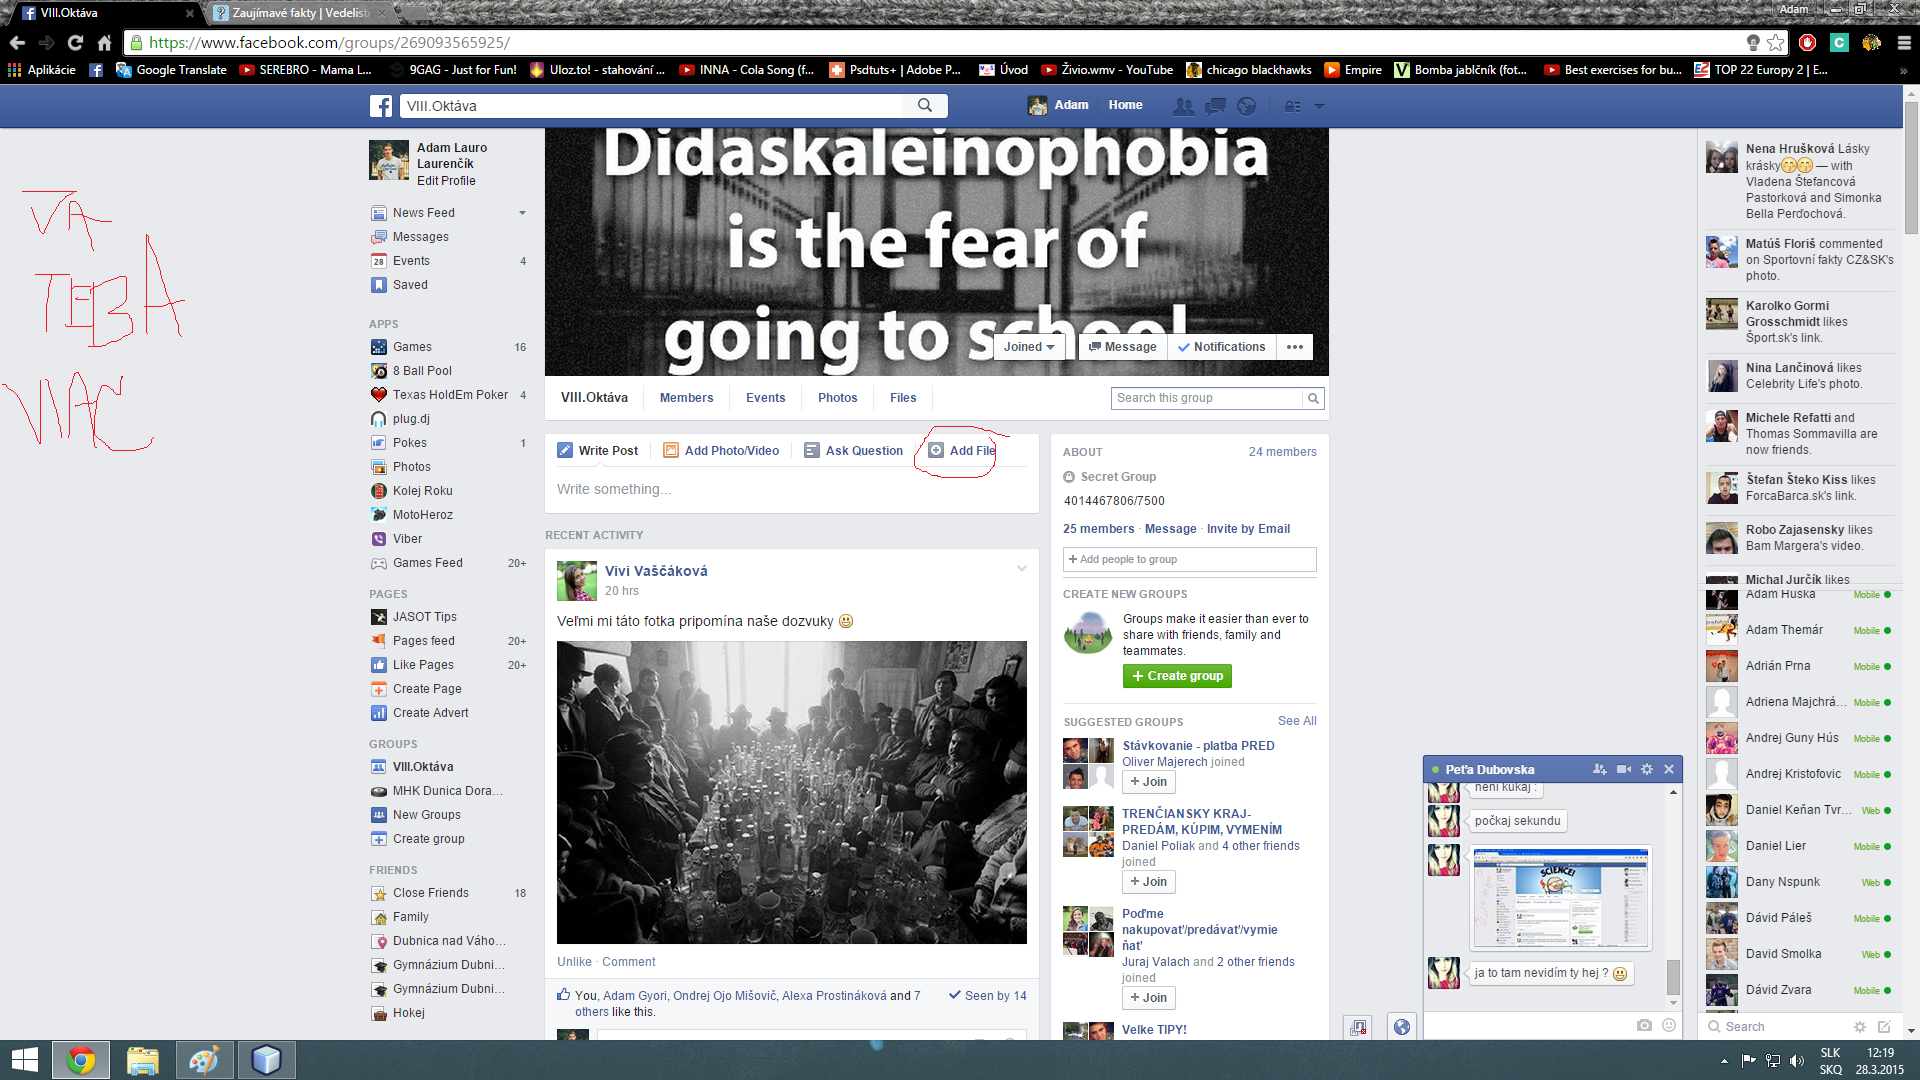 VIII.Oktáva
Zaujímavé fakty | Vedelist
Adam
https://www.facebook.com/groups/269093565925/
Aplikácie
Google Translate
SEREBRO - Mama L...
9GAG - Just for Fun!
Uloz.to! - stahování ...
INNA - Cola Song (f...
Psdtuts+ | Adobe P...
Úvod
Živio.wmv - YouTube
chicago blackhawks
Empire
Bomba jablčník (fot...
Best exercises for bu...
TOP 22 Europy 2 | E...
VIII.Oktáva
Adam
Home
Adam Lauro
Laurenčík
Edit Profile
News Feed
Messages
Events 4
Saved
APPS
Games 16
8 Ball Pool
Texas HoldEm Poker 4
plug.dj
Pokes 1
Photos
Kolej Roku
MotoHeroz
Viber
Games Feed 20+
PAGES
JASOT Tips
Pages feed 20+
Like Pages 20+
Create Page
Create Advert
GROUPS
VIII.Oktáva
MHK Dunica Dora...
New Groups
Create group
FRIENDS
Close Friends 18
Family
Dubnica nad Váho...
Gymnázium Dubni...
Gymnázium Dubni...
Hokej
TEBA
VIAC
Didaskaleinophobia
is the fear of
going to school
Joined
Message
Notifications
VIII.Oktáva
Members
Events
Photos
Files
Search this group
Write Post
Add Photo/Video
Ask Question
Add File
Write something...
RECENT ACTIVITY
Vivi Vaščáková
20 hrs
Veľmi mi táto fotka pripomína naše dozvuky
Unlike · Comment
You, Adam Gyori, Ondrej Ojo Mišovič, Alexa Prostináková and 7
others like this.
Seen by 14
ABOUT
24 members
Secret Group
4014467806/7500
25 members · Message · Invite by Email
+ Add people to group
CREATE NEW GROUPS
Groups make it easier than ever to
share with friends, family and
teammates.
+ Create group
SUGGESTED GROUPS
See All
Stávkovanie - platba PRED
Oliver Majerech joined
+ Join
TRENČIANSKY KRAJ-
PREDÁM, KÚPIM, VYMENÍM
Daniel Poliak and 4 other friends
joined
+ Join
Poďme
nakupovať/predávať/vymie
ňať
Juraj Valach and 2 other friends
joined
+ Join
Velke TIPY!
Nena Hrušková Lásky
krásky — with
Vladena Štefancová
Pastorková and Simonka
Bella Perďochová.
Matúš Floriš commented
on Sportovní fakty CZ&SK's
photo.
Karolko Gormi
Grosschmidt likes
Šport.sk's link.
Nina Lančinová likes
Celebrity Life's photo.
Michele Refatti and
Thomas Sommavilla are
now friends.
Štefan Šteko Kiss likes
ForcaBarca.sk's link.
Robo Zajasensky likes
Bam Margera's video.
Michal Jurčík likes
Adam Huska Mobile
Adam Themár Mobile
Adrián Prna Mobile
Adriena Majchrá... Mobile
Andrej Guny Hús Mobile
Andrej Kristofovic Mobile
Daniel Keňan Tvr... Web
Daniel Lier Mobile
Dany Nspunk Web
Dávid Páleš Mobile
David Smolka Web
Dávid Zvara Mobile
Search
Peťa Dubovska
není kukaj :
počkaj sekundu
SCIENCE!
ja to tam nevidím ty hej ?
SLK
SKQ
12:19
28.3.2015